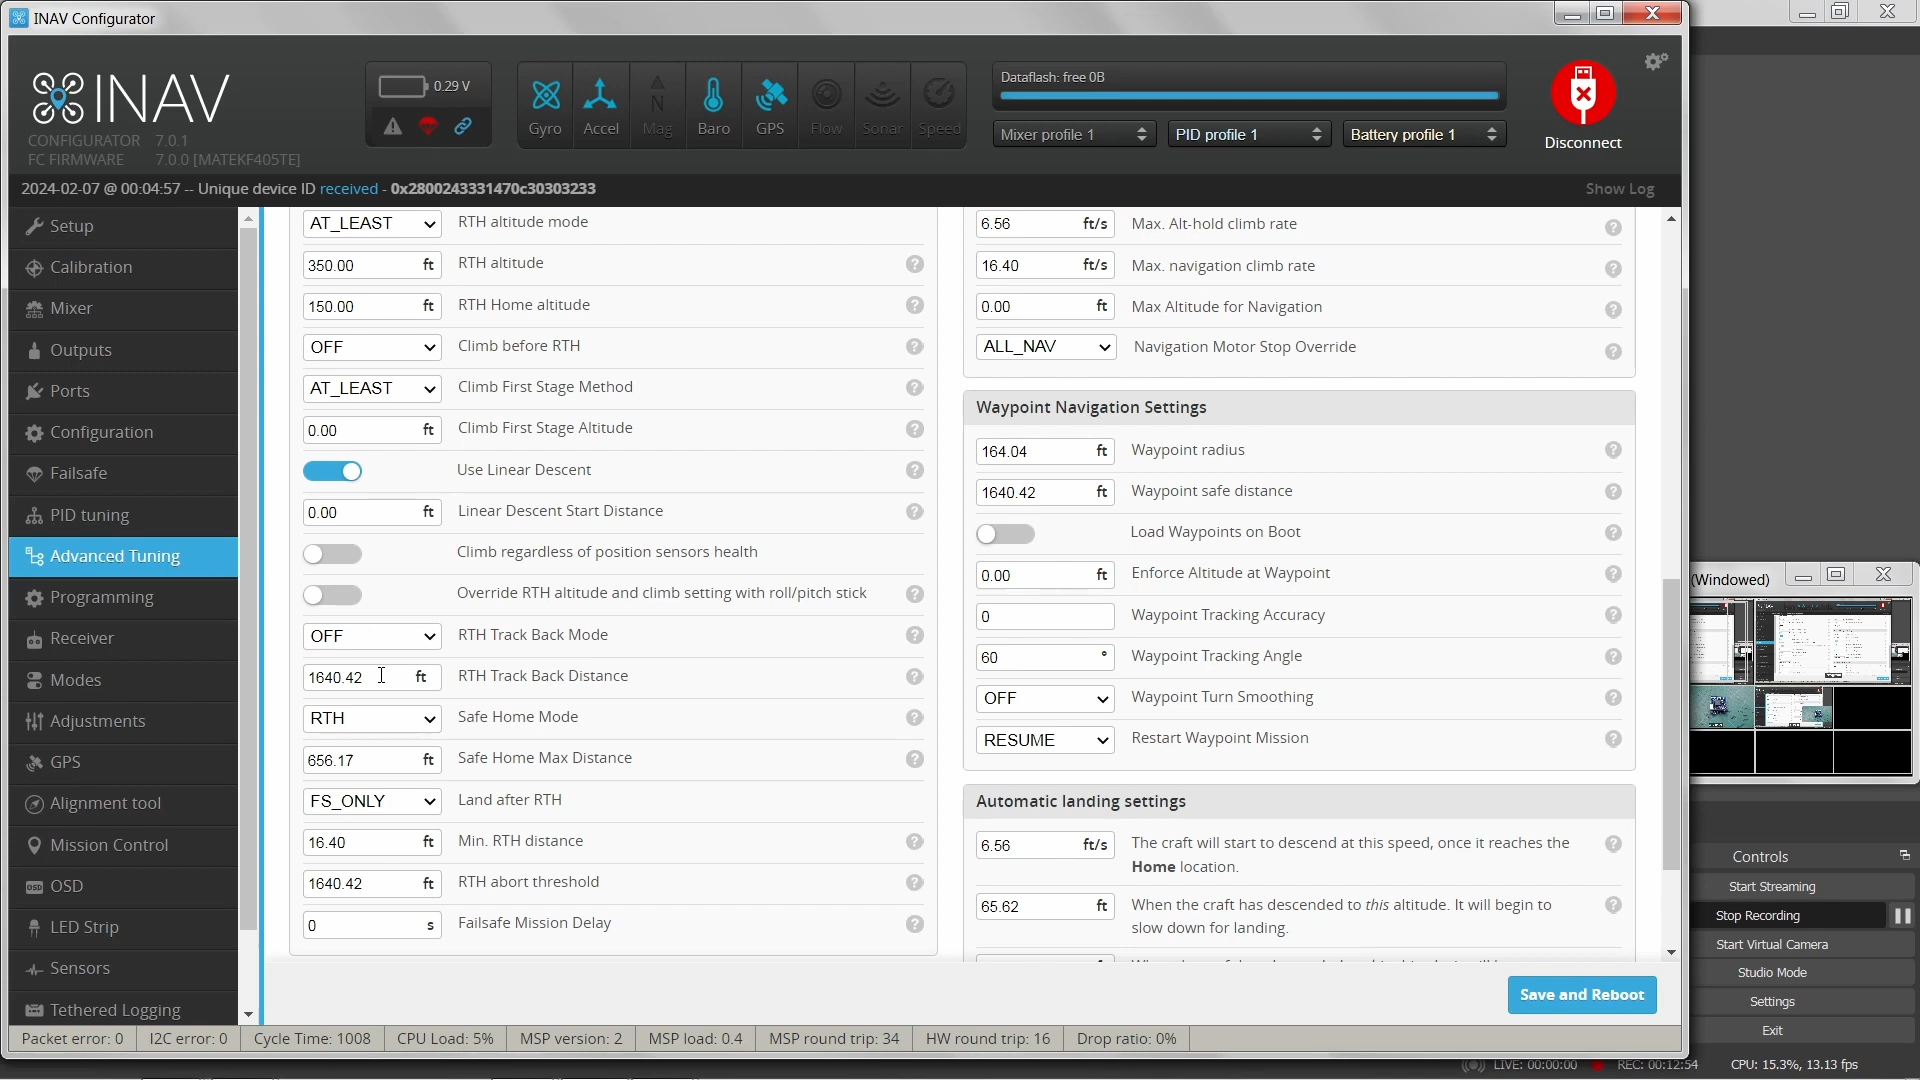 INAV Configurator
INAV
CONFIGURATOR 7.0.1
FC FIRMWARE 7.0.0 [MATEKF405TE]
0.29 V
Gyro
Accel
N
Mag
Baro
GPS
Flow
Sonar
Speed
Dataflash: free 0B
Mixer profile 1
PID profile 1
Battery profile 1
Disconnect
2024-02-07 @ 00:04:57 -- Unique device ID received - 0x2800243331470c30303233
Show Log
Setup
Calibration
Mixer
Outputs
Ports
Configuration
Failsafe
PID tuning
Advanced Tuning
Programming
Receiver
Modes
Adjustments
GPS
Alignment tool
Mission Control
OSD OSD
LED Strip
Sensors
Tethered Logging
AT_LEAST RTH altitude mode
350.00 ft RTH altitude ?
150.00 ft RTH Home altitude ?
OFF Climb before RTH ?
AT_LEAST Climb First Stage Method ?
0.00 ft Climb First Stage Altitude ?
Use Linear Descent ?
0.00 ft Linear Descent Start Distance ?
Climb regardless of position sensors health
Override RTH altitude and climb setting with roll/pitch stick ?
OFF RTH Track Back Mode ?
1640.42 ft RTH Track Back Distance ?
RTH Safe Home Mode ?
656.17 ft Safe Home Max Distance ?
FS_ONLY Land after RTH
16.40 ft Min. RTH distance ?
1640.42 ft RTH abort threshold ?
0 s Failsafe Mission Delay ?
6.56 ft/s Max. Alt-hold climb rate ?
16.40 ft/s Max. navigation climb rate ?
0.00 ft Max Altitude for Navigation ?
ALL_NAV Navigation Motor Stop Override ?
Waypoint Navigation Settings
164.04 ft Waypoint radius ?
1640.42 ft Waypoint safe distance ?
Load Waypoints on Boot ?
0.00 ft Enforce Altitude at Waypoint ?
0 Waypoint Tracking Accuracy ?
60 ° Waypoint Tracking Angle ?
OFF Waypoint Turn Smoothing ?
RESUME Restart Waypoint Mission ?
Automatic landing settings
6.56 ft/s The craft will start to descend at this speed, once it reaches the ?
Home location.
65.62 ft When the craft has descended to this altitude. It will begin to ?
slow down for landing.
Save and Reboot
Packet error: 0
I2C error: 0
Cycle Time: 1008
CPU Load: 5%
MSP version: 2
MSP load: 0.4
MSP round trip: 34
HW round trip: 16
Drop ratio: 0%
(Windowed)
Controls
Start Streaming
Stop Recording
Start Virtual Camera
Studio Mode
Settings
Exit
LIVE: 00:00:00
REC: 00:12:54
CPU: 15.3%, 13.13 fps